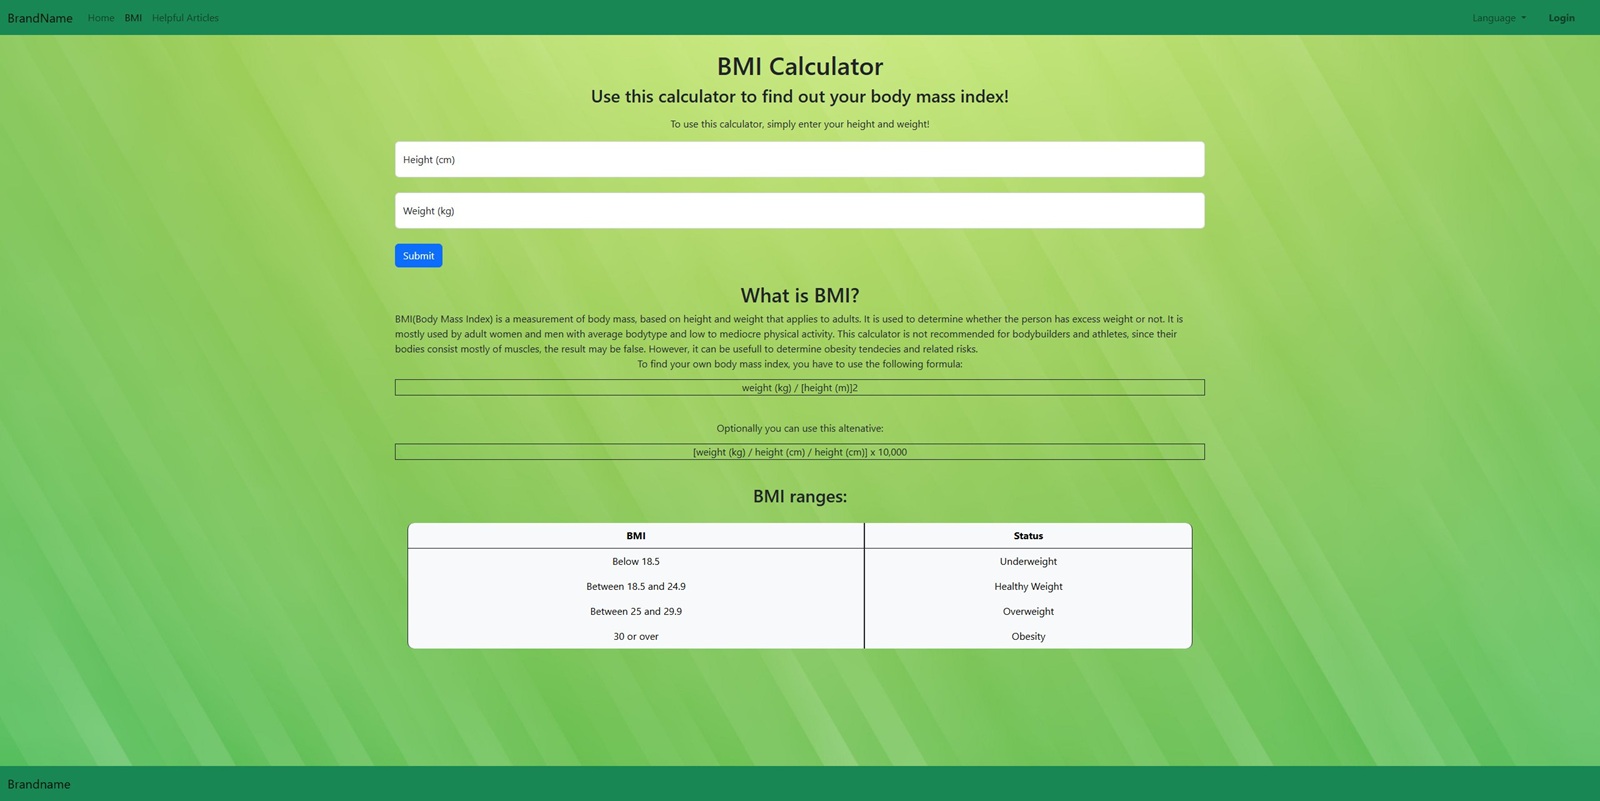 BrandName Home BMI Helpful Articles Language Login
BMI Calculator
Use this calculator to find out your body mass index!
To use this calculator, simply enter your height and weight!
Height (cm)
Weight (kg)
Submit
What is BMI?
BMI(Body Mass Index) is a measurement of body mass, based on height and weight that applies to adults. It is used to determine whether the person has excess weight or not. It is
mostly used by adult women and men with average bodytype and low to mediocre physical activity. This calculator is not recommended for bodybuilders and athletes, since their
bodies consist mostly of muscles, the result may be false. However, it can be usefull to determine obesity tendecies and related risks.
To find your own body mass index, you have to use the following formula:
weight (kg) / [height (m)]2
Optionally you can use this altenative:
[weight (kg) / height (cm) / height (cm)] x 10,000
BMI ranges:
BMI Status
Below 18.5 Underweight
Between 18.5 and 24.9 Healthy Weight
Between 25 and 29.9 Overweight
30 or over Obesity
Brandname